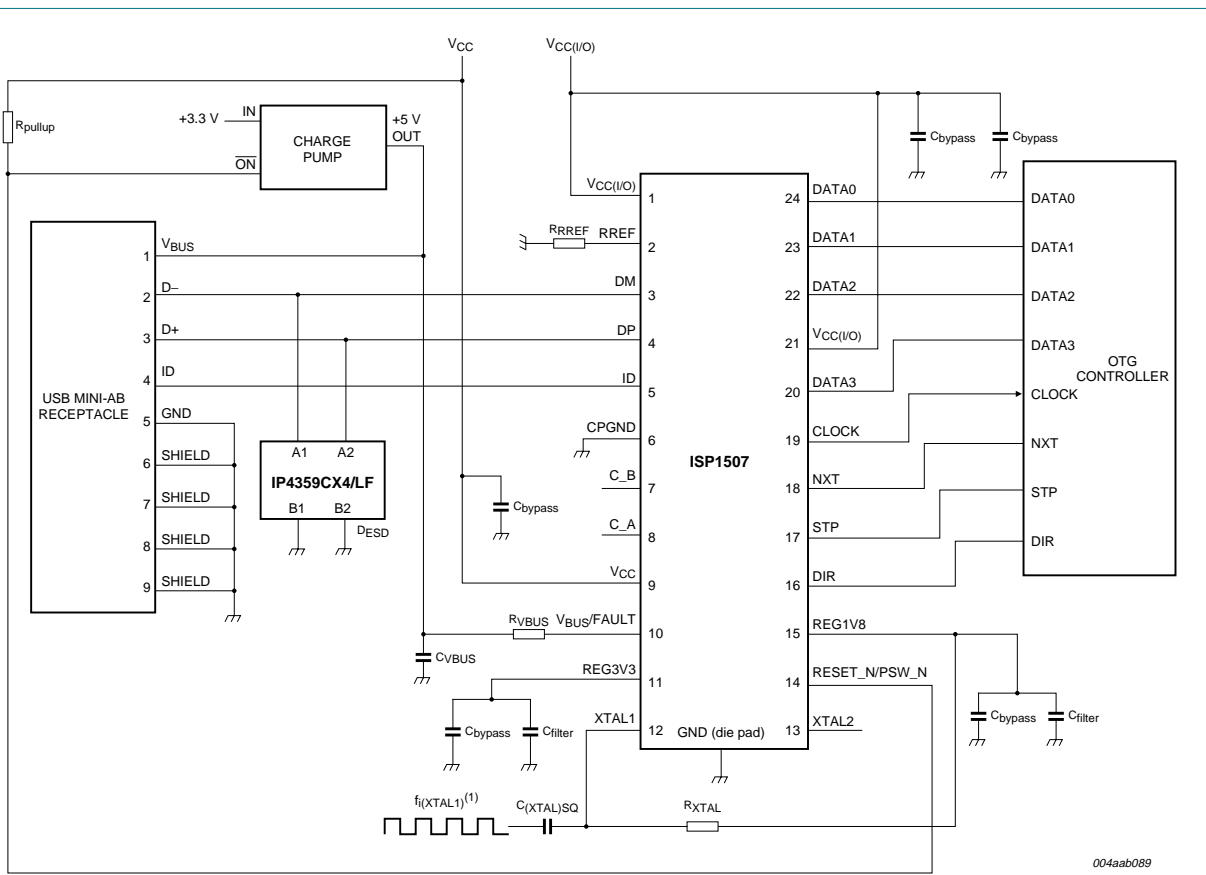 VCC
VCC(I/O)
Rpullup
+3.3 V
IN
ON
CHARGE
PUMP
+5 V
OUT
Cbypass
Cbypass
VCC(I/O)
1
24
DATA0
DATA0
RRREF
RREF
2
23
DATA1
DATA1
1
VBUS
DM
3
22
DATA2
DATA2
2
D–
3
D+
DP
4
21
VCC(I/O)
DATA3
4
ID
ID
5
20
DATA3
OTG
CONTROLLER
CLOCK
USB MINI-AB
RECEPTACLE
5
GND
CPGND
6
19
CLOCK
NXT
6
SHIELD
A1
A2
IP4359CX4/LF
B1
B2
DESD
ISP1507
C_B
7
18
NXT
STP
7
SHIELD
Cbypass
C_A
8
17
STP
DIR
8
SHIELD
VCC
9
16
DIR
9
SHIELD
RVBUS
VBUS/FAULT
10
15
REG1V8
CVBUS
REG3V3
11
14
RESET_N/PSW_N
Cbypass
Cfilter
XTAL1
12
GND (die pad)
13
XTAL2
Cbypass
Cfilter
fi(XTAL1)(1)
C(XTAL)SQ
RXTAL
004aab089